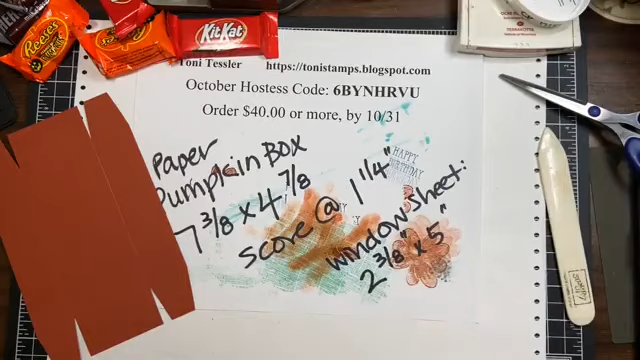 Reese's
KitKat
Toni Tessler https://tonistamps.blogspot.com
October Hostess Code: 6BYNHRVU
Order $40.00 or more, by 10/31
Paper
Pumpkin Box
7 3/8 x 4 7/8
score @ 1 1/4"
window sheet:
2 3/8" x 5"
HAPPY
BIRTHDAY